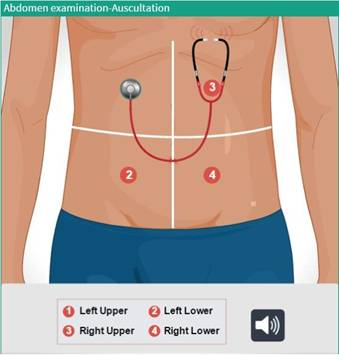 Abdomen examination-Auscultation
3
2 4
1 Left Upper 2 Left Lower
3 Right Upper 4 Right Lower